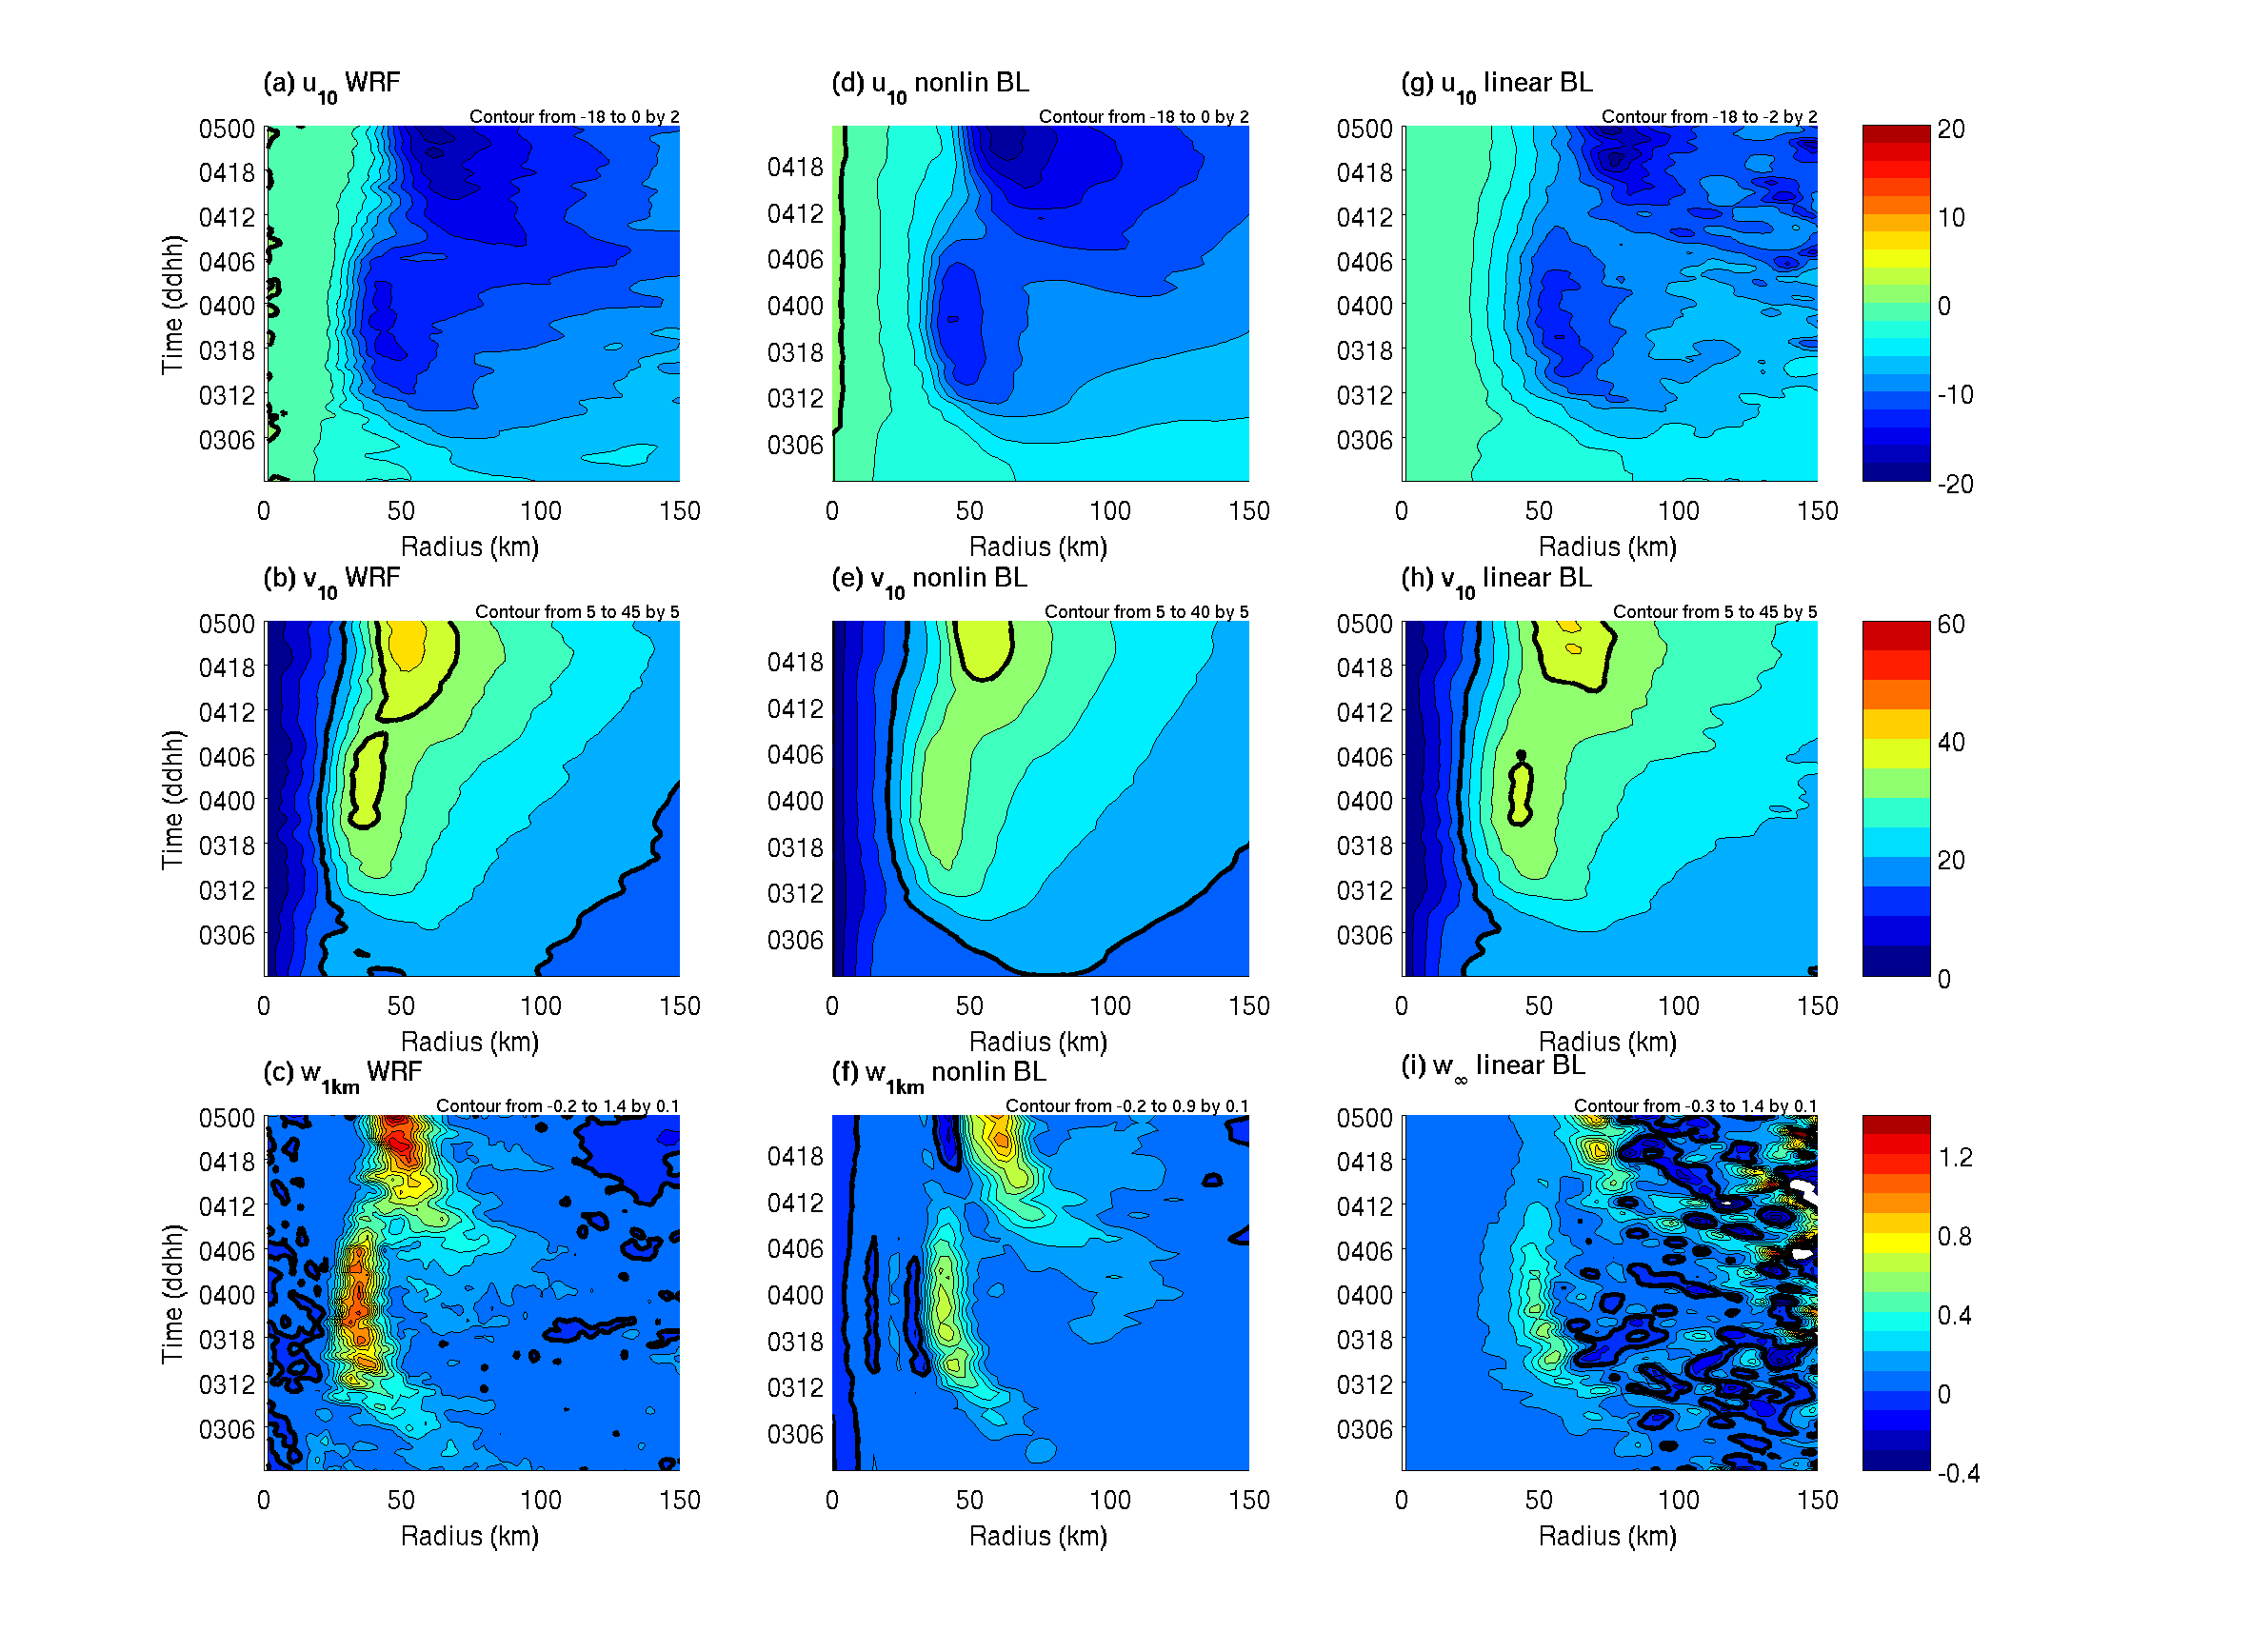 (a) u10 WRF
(d) u10 nonlin BL
(g) u10 linear BL
Contour from -18 to 0 by 2
Contour from -18 to 0 by 2
Contour from -18 to -2 by 2
Time (ddhh)
0500
0418
0412
0406
0400
0318
0312
0306
0418
0412
0406
0400
0318
0312
0306
0500
0418
0412
0406
0400
0318
0312
0306
20
10
0
-10
-20
0 50 100 150
0 50 100 150
0 50 100 150
Radius (km)
Radius (km)
Radius (km)
(b) v10 WRF
(e) v10 nonlin BL
(h) v10 linear BL
Contour from 5 to 45 by 5
Contour from 5 to 40 by 5
Contour from 5 to 45 by 5
Time (ddhh)
0500
0418
0412
0406
0400
0318
0312
0306
0418
0412
0406
0400
0318
0312
0306
0500
0418
0412
0406
0400
0318
0312
0306
60
40
20
0
0 50 100 150
0 50 100 150
0 50 100 150
Radius (km)
Radius (km)
Radius (km)
(c) w1km WRF
(f) w1km nonlin BL
(i) w∞ linear BL
Contour from -0.2 to 1.4 by 0.1
Contour from -0.2 to 0.9 by 0.1
Contour from -0.3 to 1.4 by 0.1
Time (ddhh)
0500
0418
0412
0406
0400
0318
0312
0306
0418
0412
0406
0400
0318
0312
0306
0500
0418
0412
0406
0400
0318
0312
0306
1.2
0.8
0.4
0
-0.4
0 50 100 150
0 50 100 150
0 50 100 150
Radius (km)
Radius (km)
Radius (km)